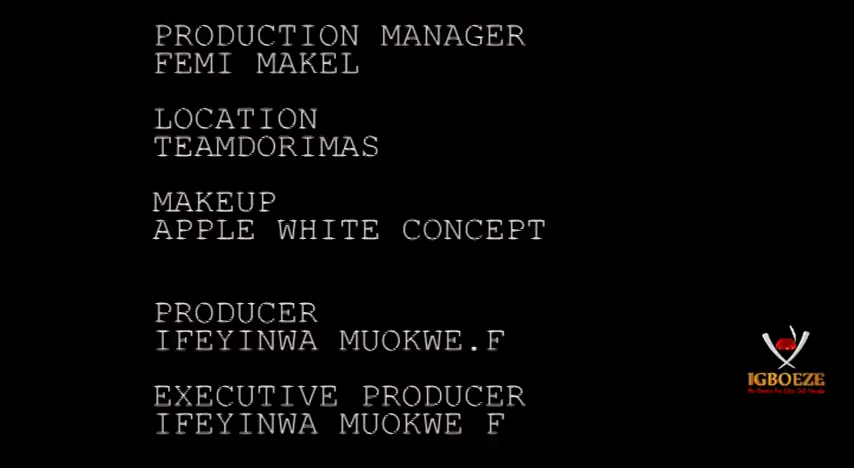 PRODUCTION MANAGER
FEMI MAKEL
LOCATION
TEAMDORIMAS
MAKEUP
APPLE WHITE CONCEPT
PRODUCER
IFEYINWA MUOKWE.F
EXECUTIVE PRODUCER
IFEYINWA MUOKWE F
IGBOEZE